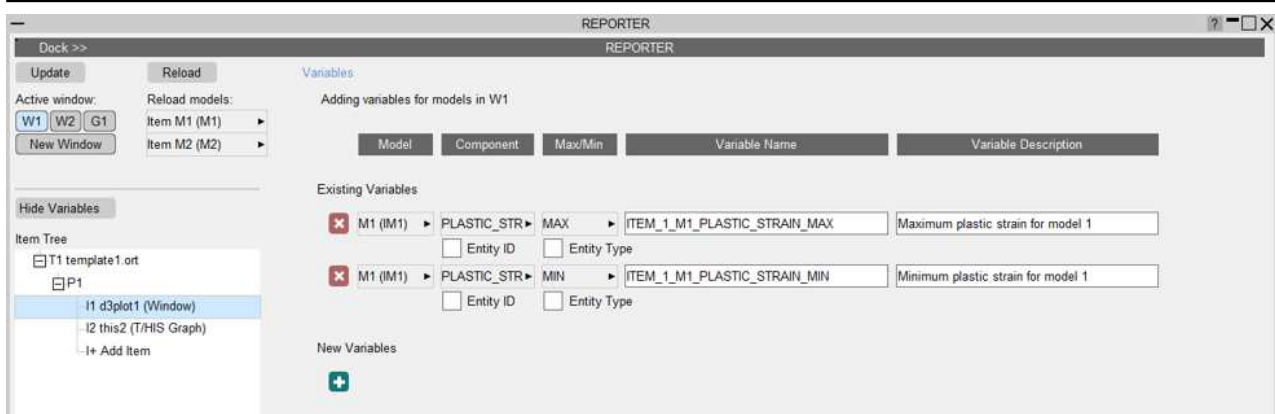 REPORTER
?
Dock >> REPORTER
Update Reload Variables
Active window: Reload models: Adding variables for models in W1
W1 W2 G1 Item M1 (M1)
New Window Item M2 (M2) Model Component Max/Min Variable Name Variable Description
Existing Variables
Hide Variables
M1 (IM1) PLASTIC_STR MAX ITEM_1_M1_PLASTIC_STRAIN_MAX Maximum plastic strain for model 1
Item Tree
Entity ID Entity Type
T1 template1.ort
M1 (IM1) PLASTIC_STR MIN ITEM_1_M1_PLASTIC_STRAIN_MIN Minimum plastic strain for model 1
P1
Entity ID Entity Type
I1 d3plot1 (Window)
I2 this2 (T/HIS Graph)
I+ Add Item
New Variables